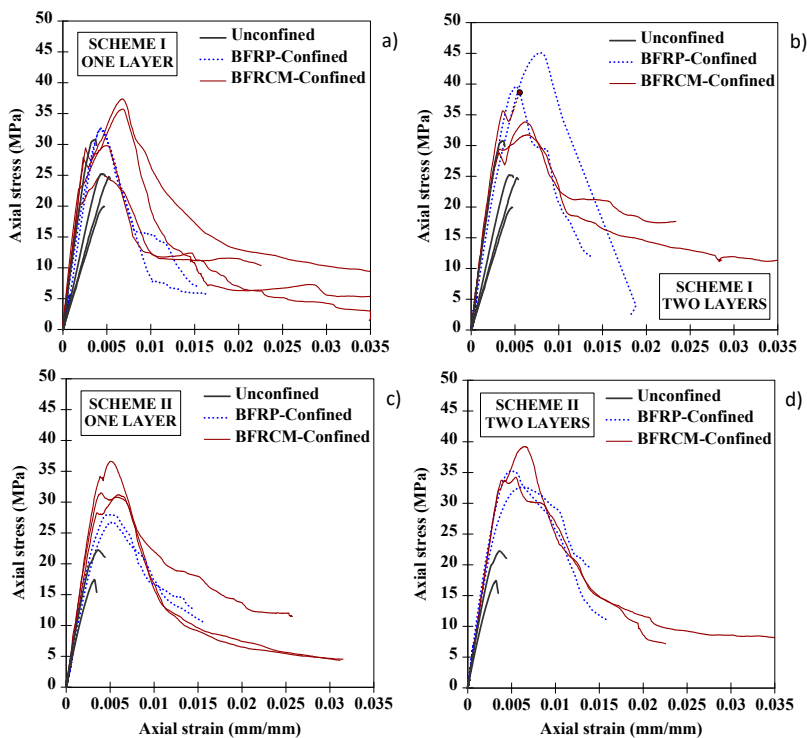 50
45
40
35
30
25
20
15
10
5
0
Axial stress (MPa)
SCHEME I
ONE LAYER
Unconfined
BFRP-Confined
BFRCM-Confined
a)
0 0.005 0.01 0.015 0.02 0.025 0.03 0.035
50
45
40
35
30
25
20
15
10
5
0
Axial stress (MPa)
Unconfined
BFRP-Confined
BFRCM-Confined
b)
SCHEME I
TWO LAYERS
0 0.005 0.01 0.015 0.02 0.025 0.03 0.035
50
45
40
35
30
25
20
15
10
5
0
Axial stress (MPa)
SCHEME II
ONE LAYER
Unconfined
BFRP-Confined
BFRCM-Confined
c)
0 0.005 0.01 0.015 0.02 0.025 0.03 0.035
Axial strain (mm/mm)
50
45
40
35
30
25
20
15
10
5
0
Axial stress (MPa)
SCHEME II
TWO LAYERS
Unconfined
BFRP-Confined
BFRCM-Confined
d)
0 0.005 0.01 0.015 0.02 0.025 0.03 0.035
Axial strain (mm/mm)